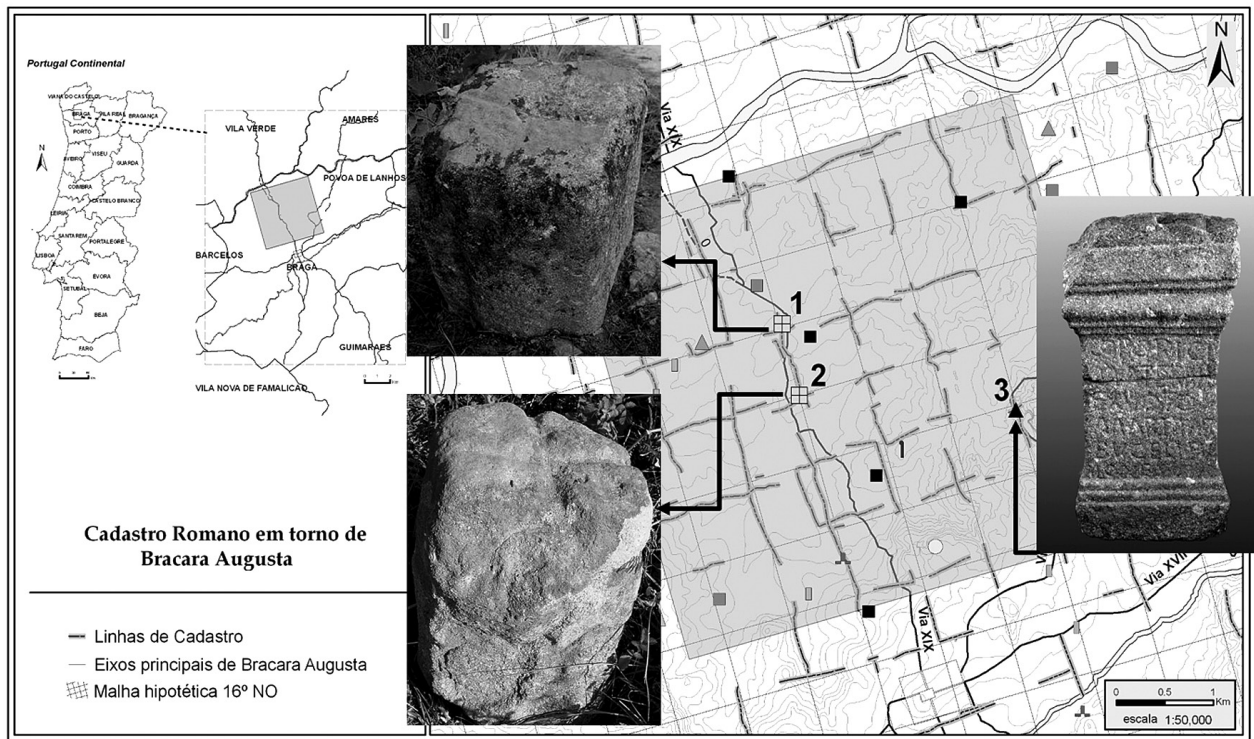 Portugal Continental
VIANA DO CASTELO
BRAGA
VILA REAL
BRAGANÇA
PORTO
AVEIRO
VISEU
GUARDA
COIMBRA
CASTELO BRANCO
LEIRIA
SANTAREM
PORTALEGRE
LISBOA
EVORA
SETUBAL
BEJA
FARO
N
VILA VERDE
AMARES
POVOA DE LANHOS
BARCELOS
BRAGA
GUIMARAES
VILA NOVA DE FAMALICAO
N
Cadastro Romano em torno de
Bracara Augusta
Linhas de Cadastro
Eixos principais de Bracara Augusta
Malha hipotética 16º NO
N
Via XIX
1
2
3
Via XIX
Via XVII
0 0.5 1
Km
escala 1:50,000